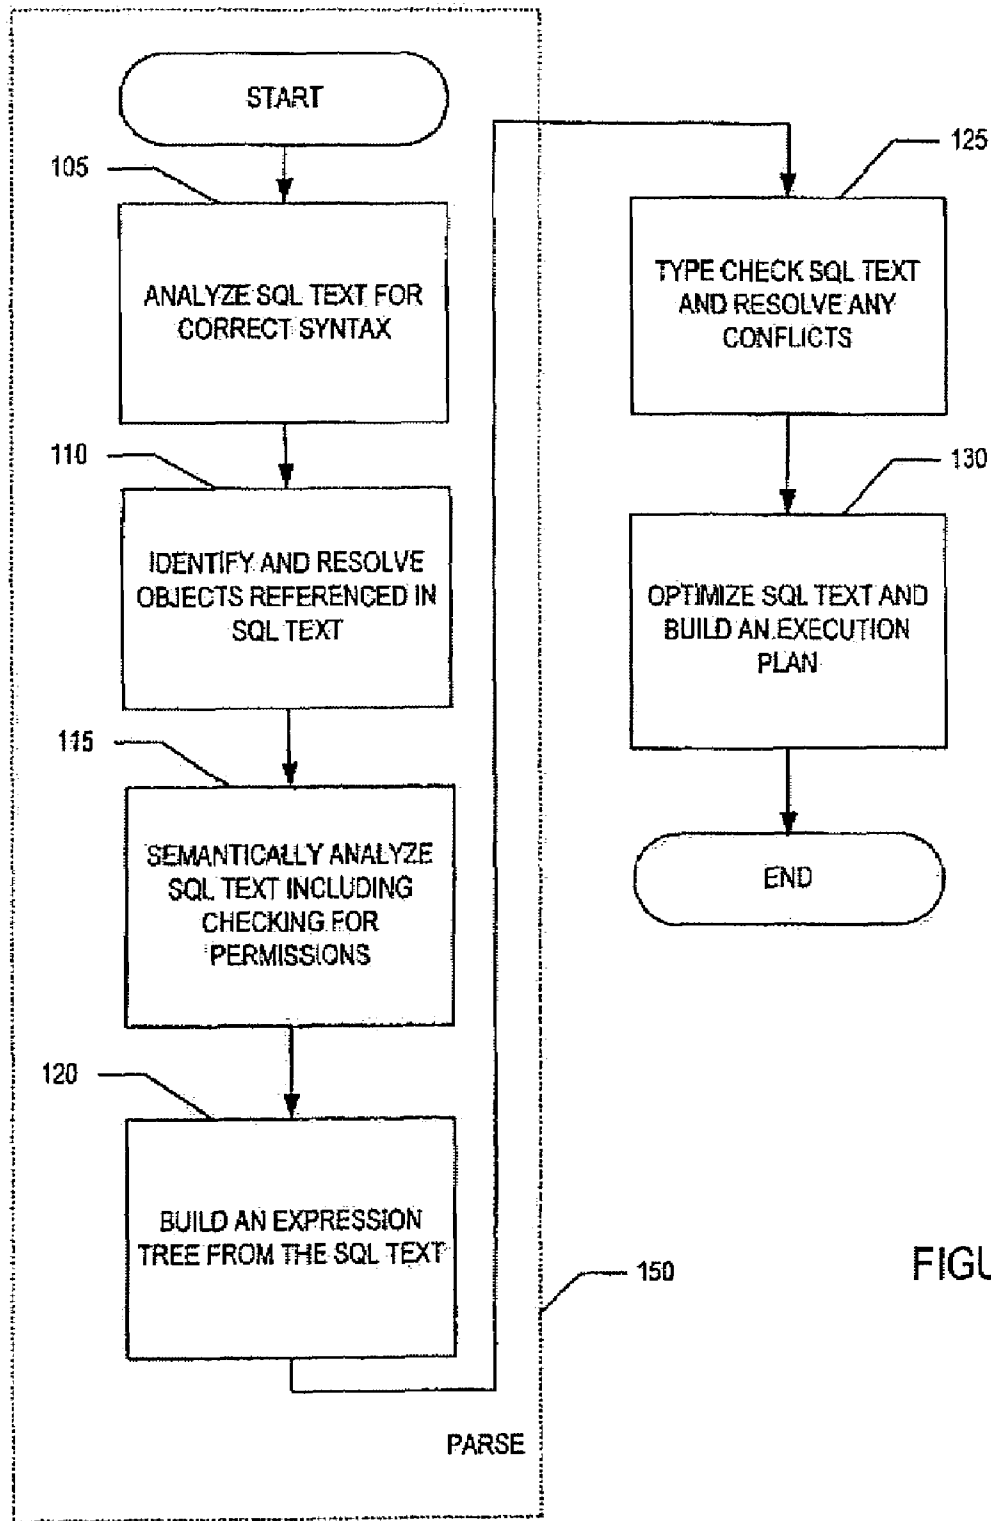 START
105
ANALYZE SQL TEXT FOR
CORRECT SYNTAX
110
IDENTIFY AND RESOLVE
OBJECTS REFERENCED IN
SQL TEXT
115
SEMANTICALLY ANALYZE
SQL TEXT INCLUDING
CHECKING FOR
PERMISSIONS
120
BUILD AN EXPRESSION
TREE FROM THE SQL TEXT
150
PARSE
125
TYPE CHECK SQL TEXT
AND RESOLVE ANY
CONFLICTS
130
OPTIMIZE SQL TEXT AND
BUILD AN EXECUTION
PLAN
END
FIGU